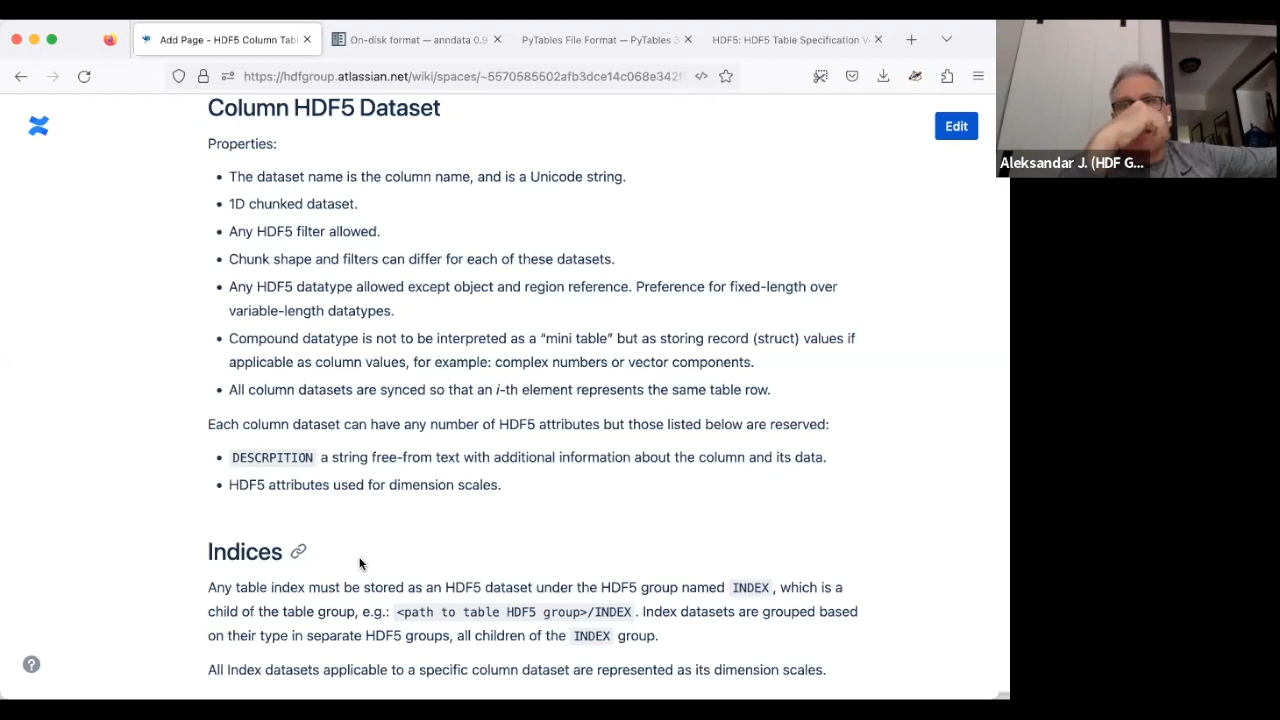 Add Page - HDF5 Column Tabl
On-disk format — anndata 0.9
PyTables File Format — PyTables 3
HDF5: HDF5 Table Specification V
https://hdfgroup.atlassian.net/wiki/spaces/~5570585502afb3dce14c068e342f
Column HDF5 Dataset
Edit
Properties:
• The dataset name is the column name, and is a Unicode string.
• 1D chunked dataset.
• Any HDF5 filter allowed.
• Chunk shape and filters can differ for each of these datasets.
• Any HDF5 datatype allowed except object and region reference. Preference for fixed-length over
variable-length datatypes.
• Compound datatype is not to be interpreted as a “mini table” but as storing record (struct) values if
applicable as column values, for example: complex numbers or vector components.
• All column datasets are synced so that an i-th element represents the same table row.
Each column dataset can have any number of HDF5 attributes but those listed below are reserved:
• DESCRPITION a string free-from text with additional information about the column and its data.
• HDF5 attributes used for dimension scales.
Indices
Any table index must be stored as an HDF5 dataset under the HDF5 group named INDEX, which is a
child of the table group, e.g.: <path to table HDF5 group>/INDEX. Index datasets are grouped based
on their type in separate HDF5 groups, all children of the INDEX group.
All Index datasets applicable to a specific column dataset are represented as its dimension scales.
Aleksandar J. (HDF G...